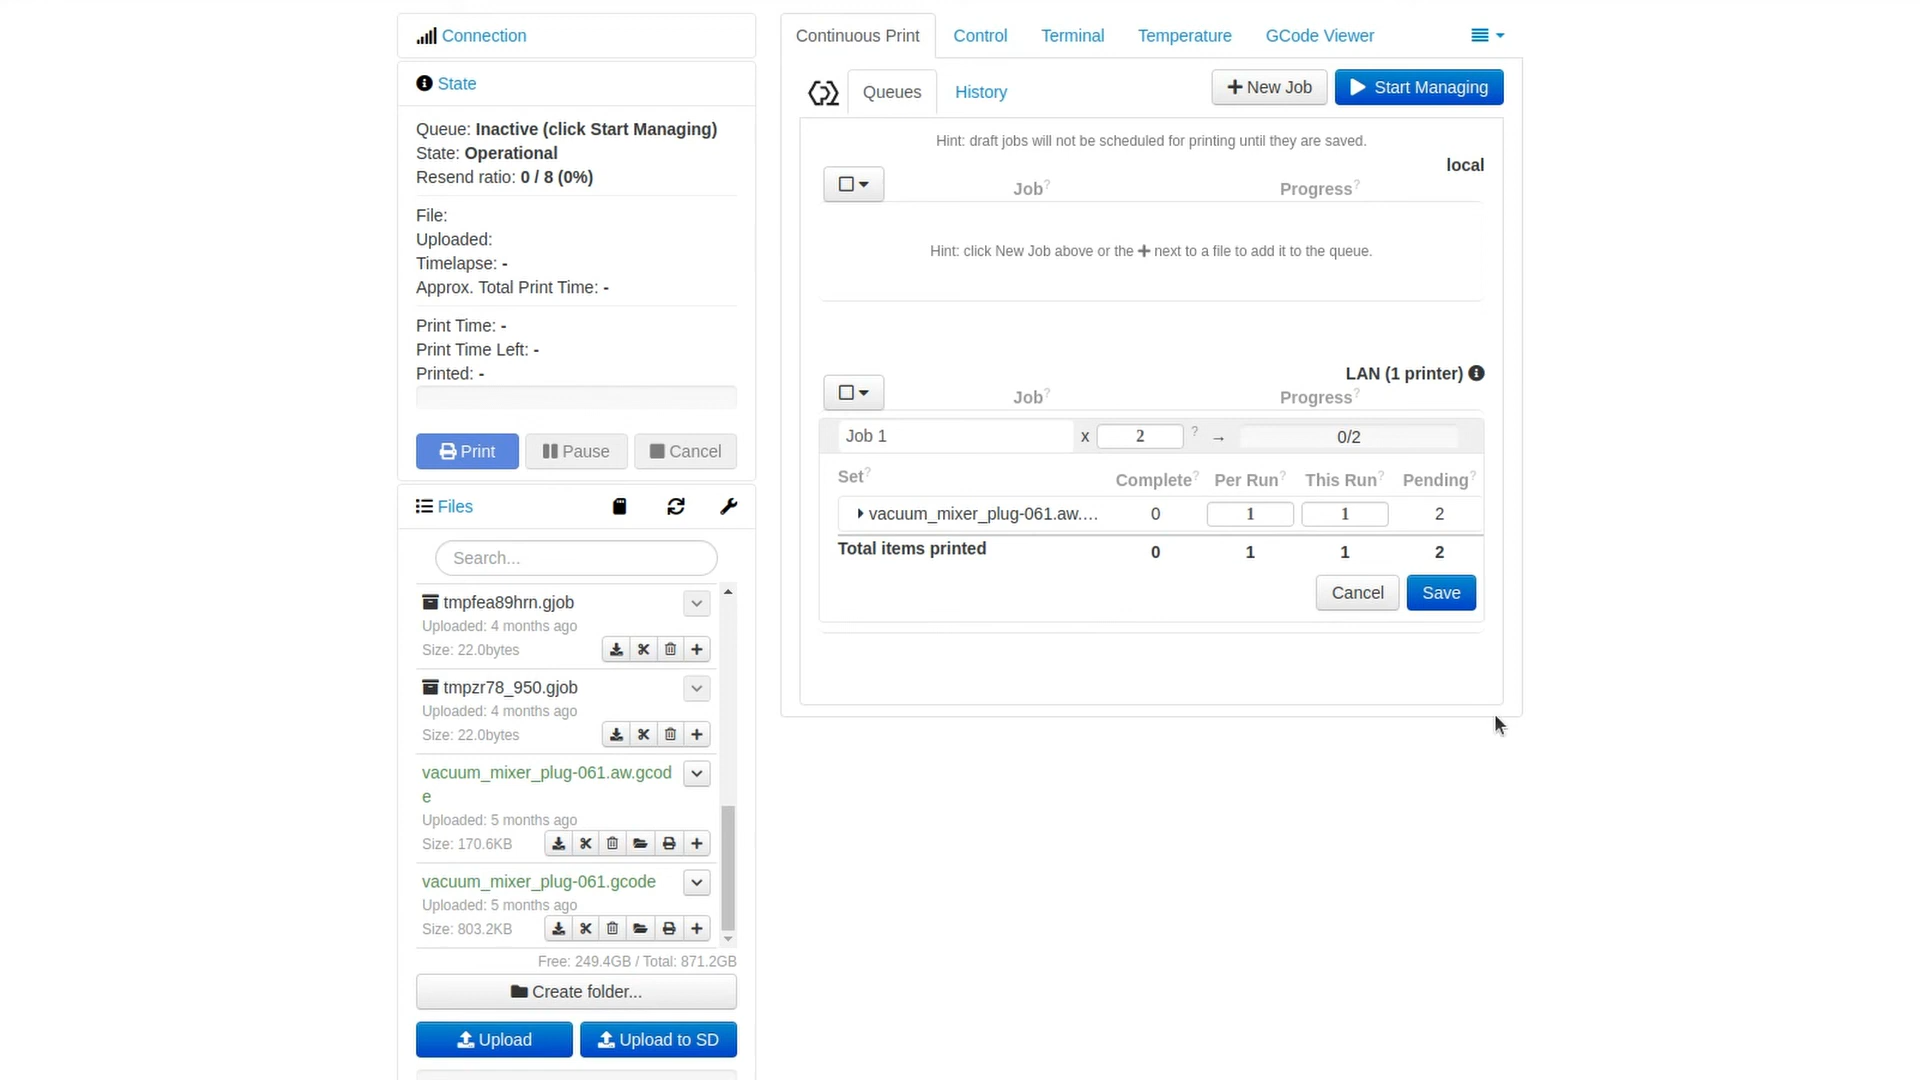 Connection
State
Queue: Inactive (click Start Managing)
State: Operational
Resend ratio: 0 / 8 (0%)
File:
Uploaded:
Timelapse: -
Approx. Total Print Time: -
Print Time: -
Print Time Left: -
Printed: -
Print Pause Cancel
Files
Search...
tmpfea89hrn.gjob
Uploaded: 4 months ago
Size: 22.0bytes
tmpzr78_950.gjob
Uploaded: 4 months ago
Size: 22.0bytes
vacuum_mixer_plug-061.aw.gcod
e
Uploaded: 5 months ago
Size: 170.6KB
vacuum_mixer_plug-061.gcode
Uploaded: 5 months ago
Size: 803.2KB
Free: 249.4GB / Total: 871.2GB
Create folder...
Upload Upload to SD
Continuous Print Control Terminal Temperature GCode Viewer
Queues History New Job Start Managing
Hint: draft jobs will not be scheduled for printing until they are saved.
local
Job? Progress?
Hint: click New Job above or the + next to a file to add it to the queue.
LAN (1 printer)
Job? Progress?
Job 1 x 2 ? → 0/2
Set? Complete? Per Run? This Run? Pending?
vacuum_mixer_plug-061.aw.... 0 1 1 2
Total items printed 0 1 1 2
Cancel Save